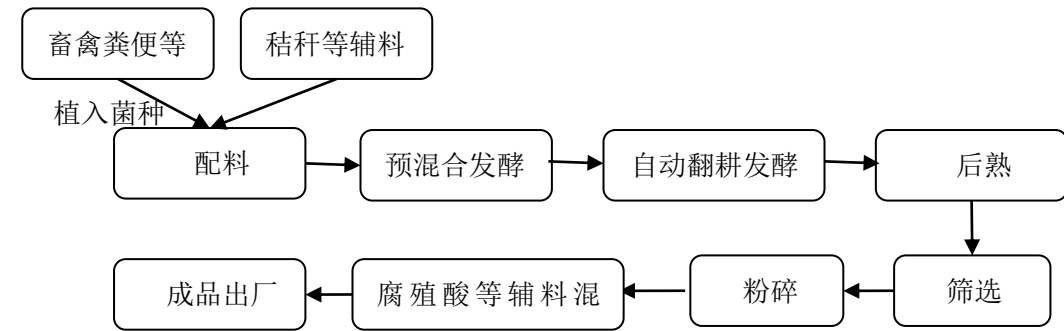 畜禽粪便等
秸秆等辅料
植入菌种
配料
预混合发酵
自动翻耕发酵
后熟
筛选
粉碎
腐殖酸等辅料混
成品出厂